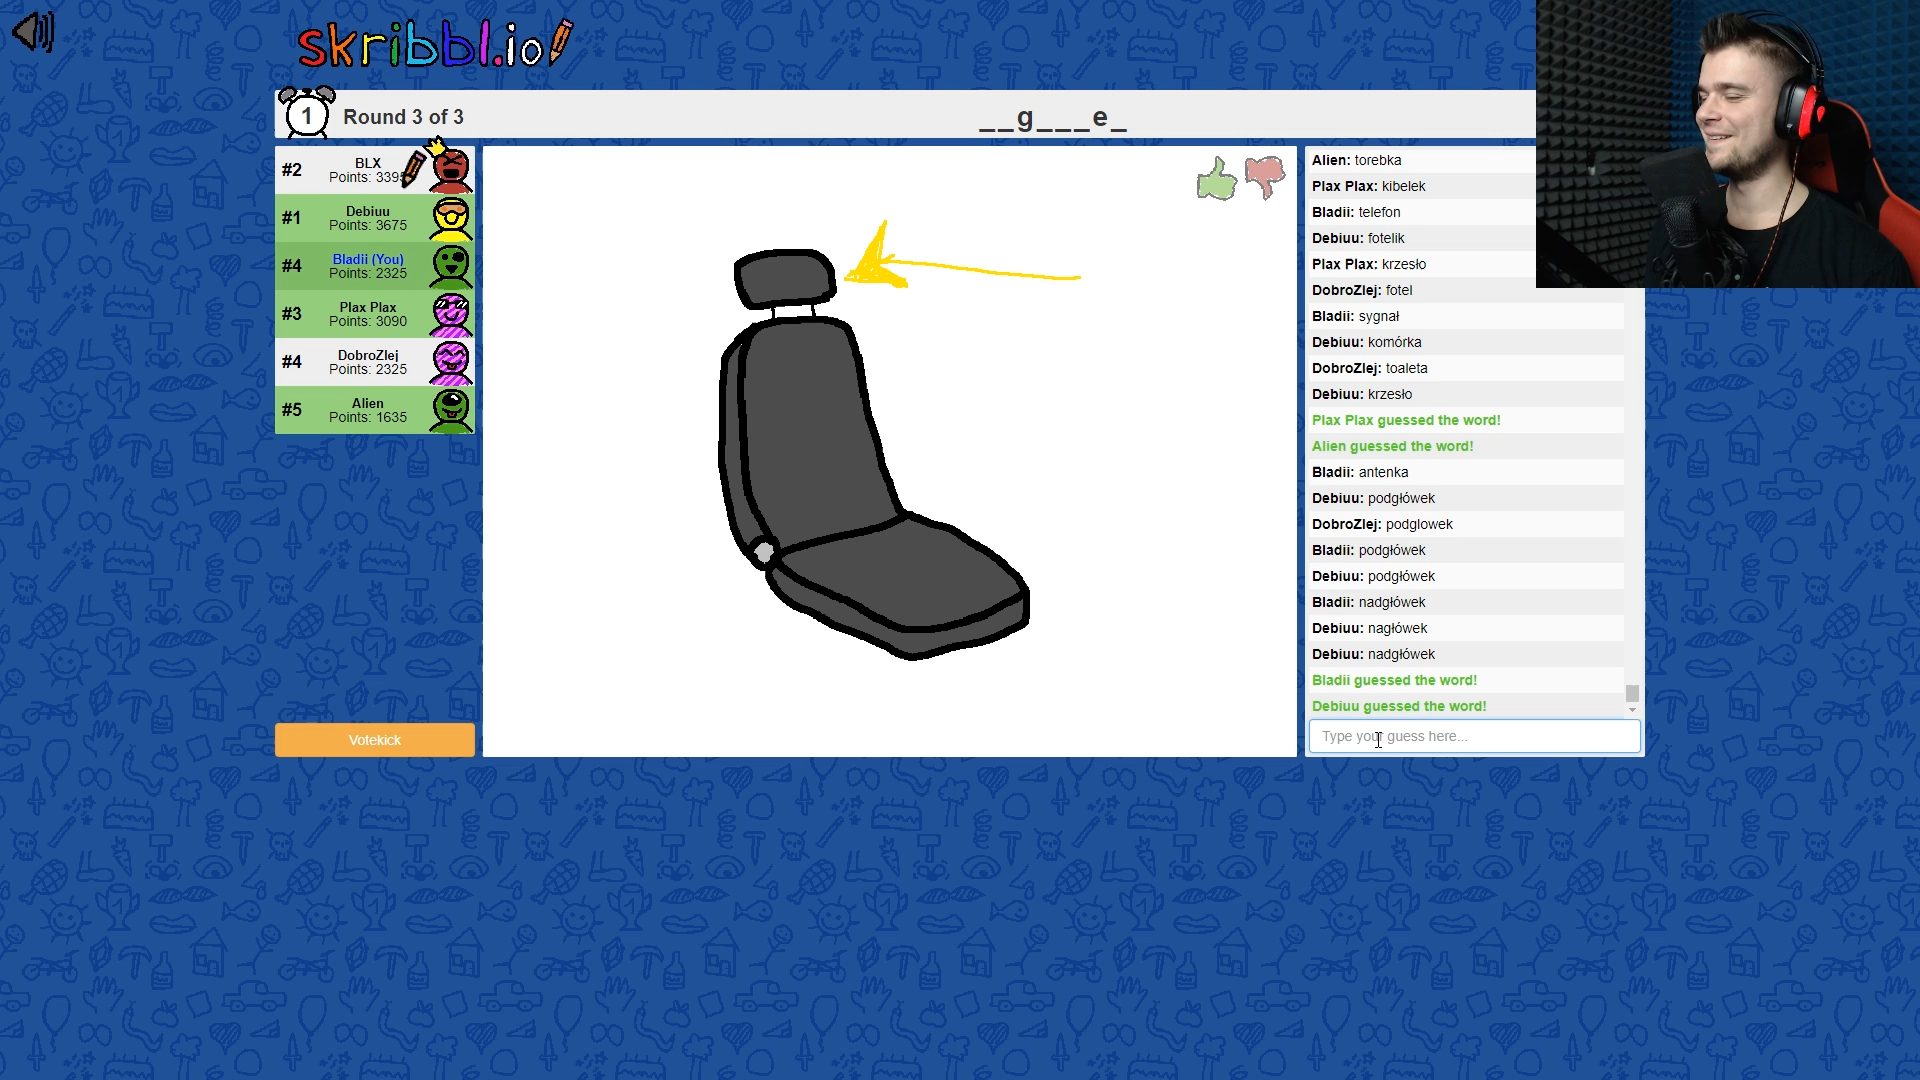 skribbl.io
1
Round 3 of 3
__g___e_
#2
BLX
Points: 3395
#1
Debiuu
Points: 3675
#4
Bladii (You)
Points: 2325
#3
Plax Plax
Points: 3090
#4
DobroZlej
Points: 2325
#5
Alien
Points: 1635
Votekick
Alien: torebka
Plax Plax: kibelek
Bladii: telefon
Debiuu: fotelik
Plax Plax: krzesło
DobroZlej: fotel
Bladii: sygnał
Debiuu: komórka
DobroZlej: toaleta
Debiuu: krzesło
Plax Plax guessed the word!
Alien guessed the word!
Bladii: antenka
Debiuu: podgłówek
DobroZlej: podglowek
Bladii: podgłówek
Debiuu: podgłówek
Bladii: nadgłówek
Debiuu: nagłówek
Debiuu: nadgłówek
Bladii guessed the word!
Debiuu guessed the word!
Type your guess here...